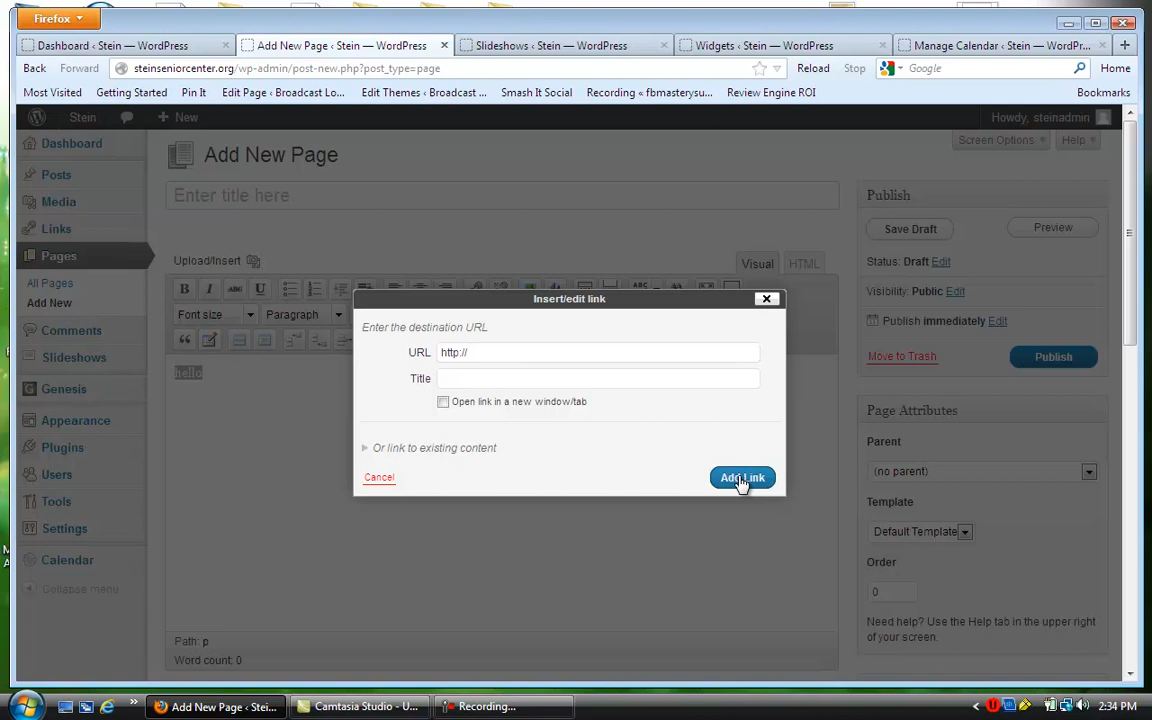 Firefox
Dashboard ‹ Stein — WordPress
Add New Page ‹ Stein — WordPress
Slideshows ‹ Stein — WordPress
Widgets ‹ Stein — WordPress
Manage Calendar ‹ Stein — WordPr...
Back
Forward
steinseniorcenter.org/wp-admin/post-new.php?post_type=page
Reload
Stop
Google
Home
Most Visited
Getting Started
Pin It
Edit Page ‹ Broadcast Lo...
Edit Themes ‹ Broadcast ...
Smash It Social
Recording « fbmasterysu...
Review Engine ROI
Bookmarks
Stein
New
Howdy, steinadmin
Dashboard
Posts
Media
Links
Pages
All Pages
Add New
Comments
Slideshows
Genesis
Appearance
Plugins
Users
Tools
Settings
Calendar
Collapse menu
Screen Options
Help
Add New Page
Enter title here
Upload/Insert
Visual
HTML
B I ABC U
Font size
Paragraph
hello
Path: p
Word count: 0
Insert/edit link
Enter the destination URL
URL http://
Title
Open link in a new window/tab
Or link to existing content
Cancel
Add Link
Publish
Save Draft
Preview
Status: Draft Edit
Visibility: Public Edit
Publish immediately Edit
Move to Trash
Publish
Page Attributes
Parent
(no parent)
Template
Default Template
Order
0
Need help? Use the Help tab in the upper right
of your screen.
Add New Page ‹ Stei...
Camtasia Studio - U...
Recording...
2:34 PM